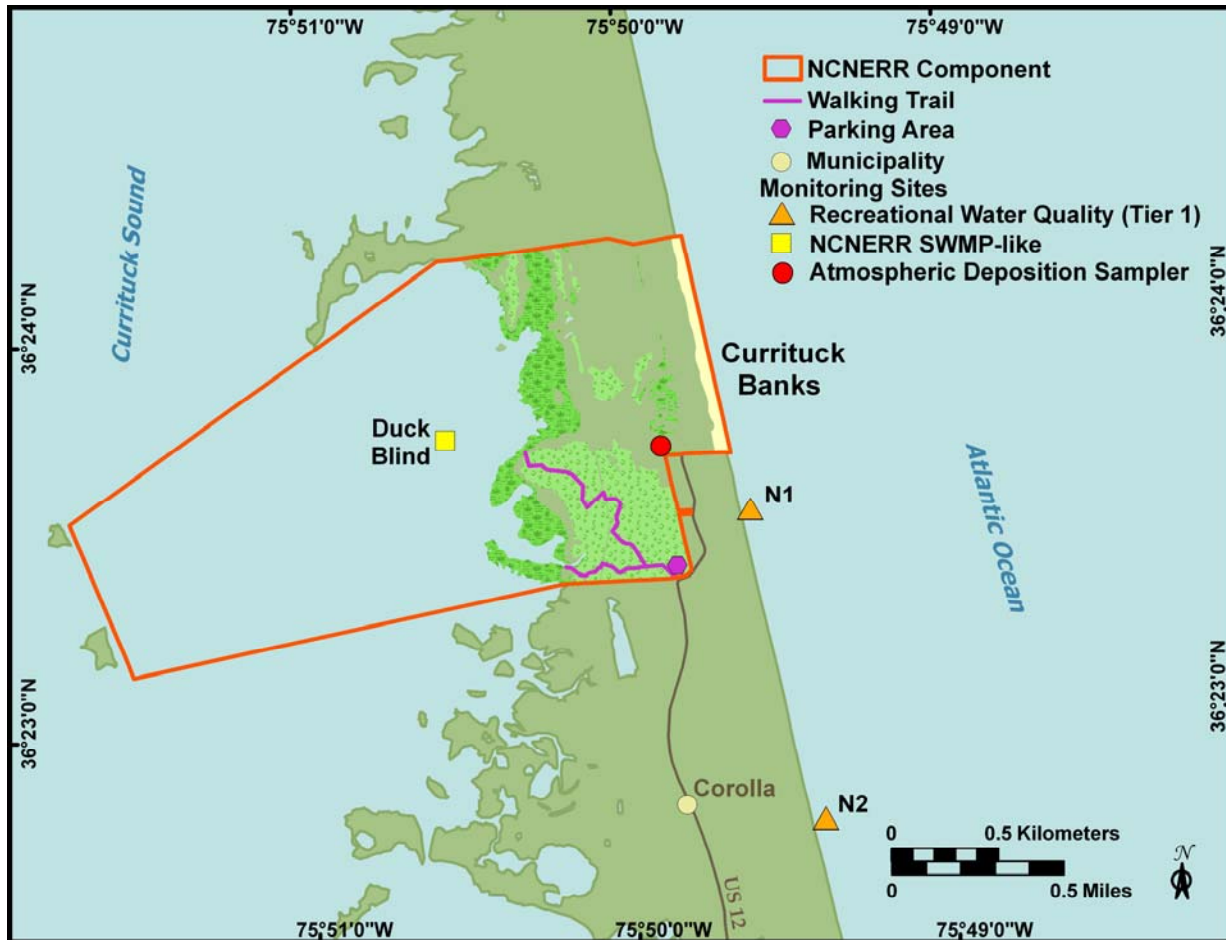 75°51'0"W
75°50'0"W
75°49'0"W
NCNERR Component
Walking Trail
Parking Area
Municipality
Monitoring Sites
Recreational Water Quality (Tier 1)
NCNERR SWMP-like
Atmospheric Deposition Sampler
Currituck Sound
36°24'0"N
36°24'0"N
Currituck
Banks
Duck
Blind
N1
Atlantic Ocean
36°23'0"N
36°23'0"N
Corolla
N2
US 12
0 0.5 Kilometers
0 0.5 Miles
N
75°51'0"W
75°50'0"W
75°49'0"W